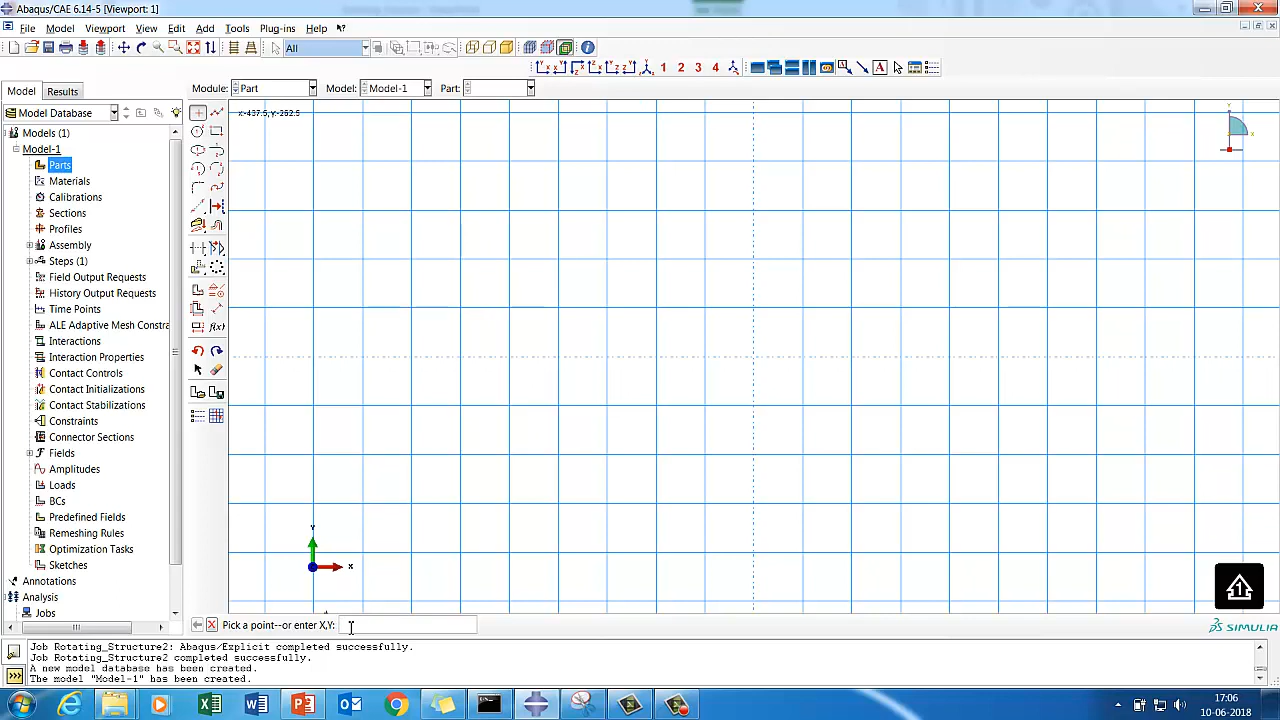 Abaqus/CAE 6.14-5 [Viewport: 1]
File Model Viewport View Edit Add Tools Plug-ins Help
All
1 2 3 4
Model Results Module: Part Model: Model-1 Part:
Model Database
x:-437.5,Y:-262.5
Models (1)
Model-1
Parts
Materials
Calibrations
Sections
Profiles
Assembly
Steps (1)
Field Output Requests
History Output Requests
Time Points
ALE Adaptive Mesh Constra
Interactions
Interaction Properties
Contact Controls
Contact Initializations
Contact Stabilizations
Constraints
Connector Sections
Fields
Amplitudes
Loads
BCs
Predefined Fields
Remeshing Rules
Optimization Tasks
Sketches
Annotations
Analysis
Jobs
f(x)
Y
X
Y
X
1
Pick a point--or enter X,Y:
SIMULIA
Job Rotating_Structure2: Abaqus/Explicit completed successfully.
Job Rotating_Structure2 completed successfully.
A new model database has been created.
The model "Model-1" has been created.
17:06
10-06-2018